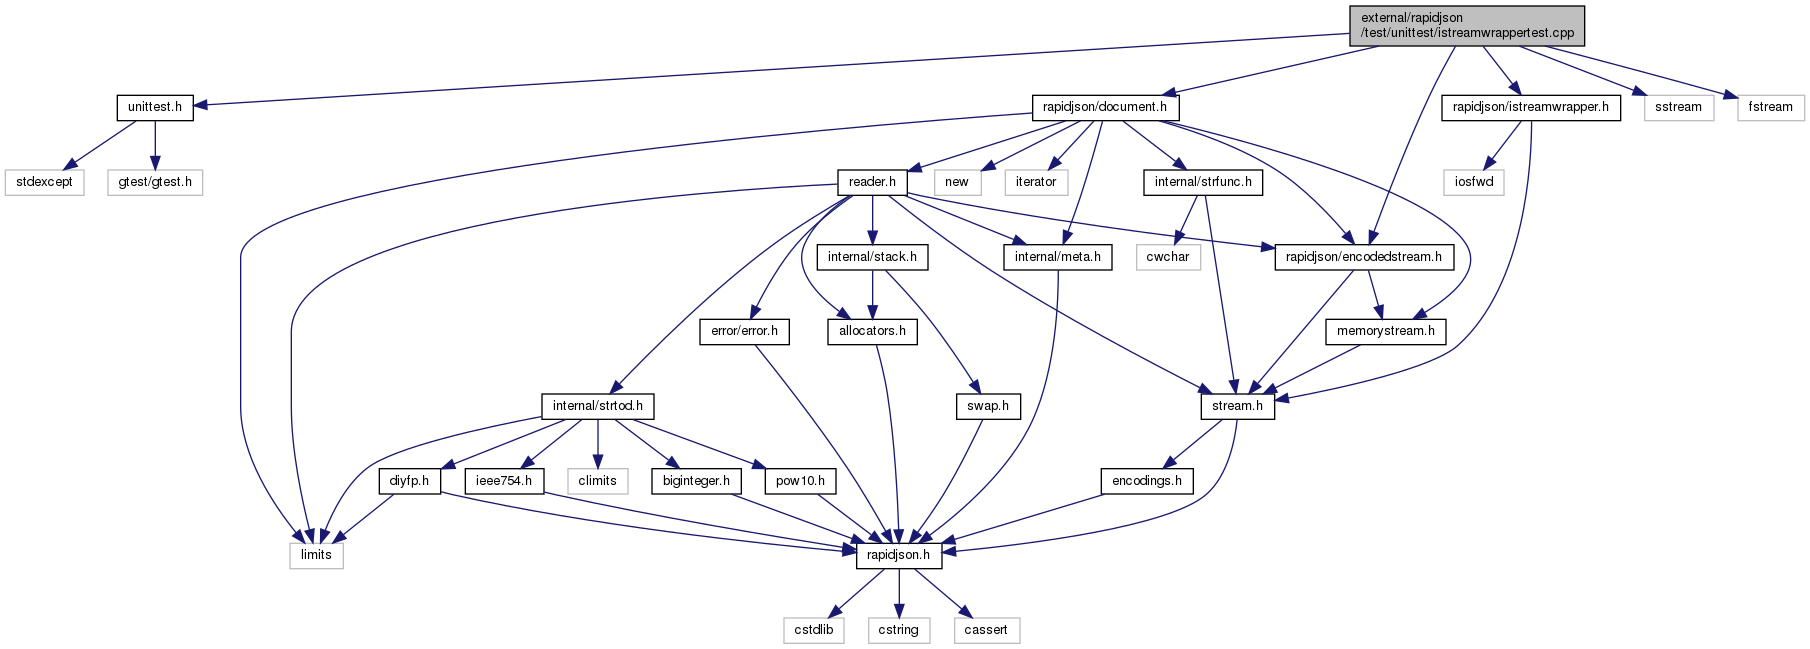 external/rapidjson
/test/unittest/istreamwrappertest.cpp
unittest.h
rapidjson/document.h
rapidjson/istreamwrapper.h
sstream
fstream
stdexcept
gtest/gtest.h
reader.h
new
iterator
internal/strfunc.h
iosfwd
internal/stack.h
internal/meta.h
cwchar
rapidjson/encodedstream.h
error/error.h
allocators.h
memorystream.h
internal/strtod.h
swap.h
stream.h
diyfp.h
ieee754.h
climits
biginteger.h
pow10.h
encodings.h
limits
rapidjson.h
cstdlib
cstring
cassert